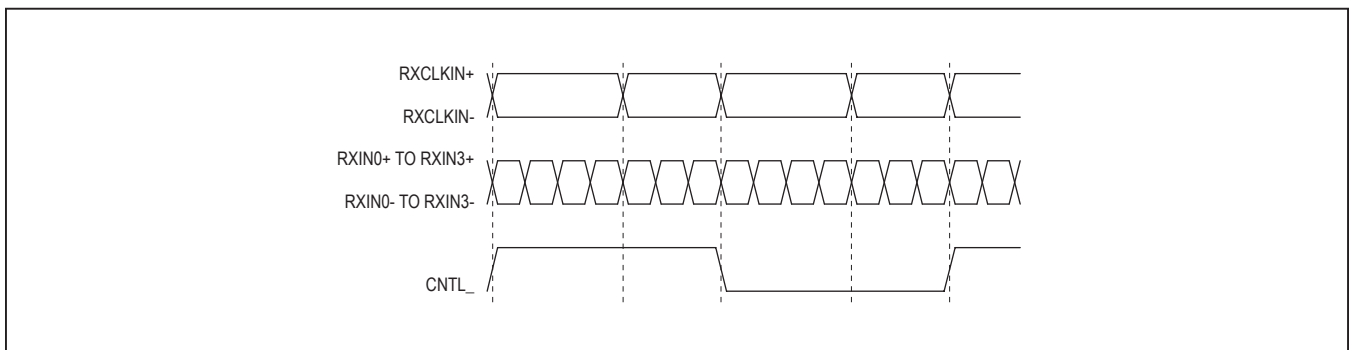 RXCLKIN+
RXCLKIN-
RXIN0+ TO RXIN3+
RXIN0- TO RXIN3-
CNTL_